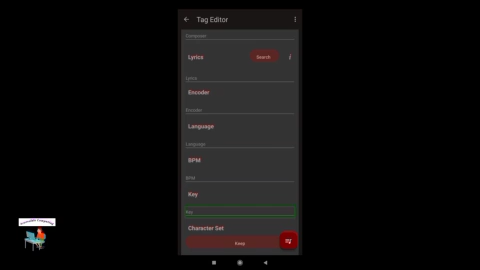 Tag Editor
Composer
Lyrics
Search
Lyrics
Encoder
Encoder
Language
Language
BPM
BPM
Key
Key
Character Set
Keep